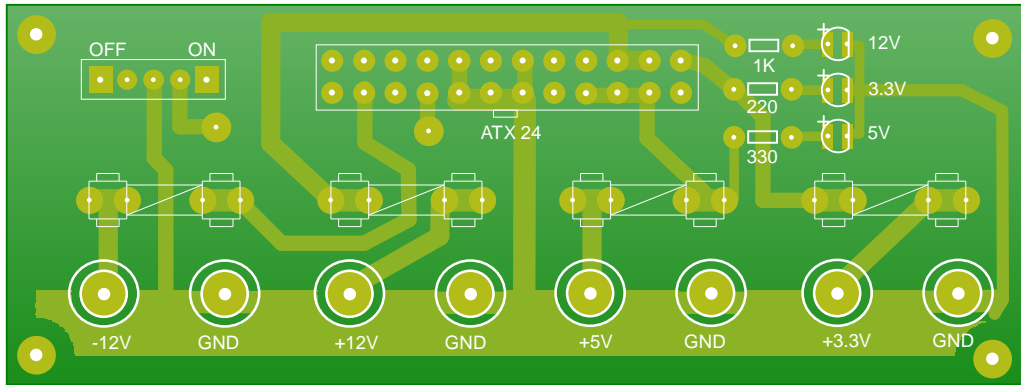 OFF ON
12V
1K
3.3V
220
ATX 24
5V
330
-12V GND +12V GND +5V GND +3.3V GND